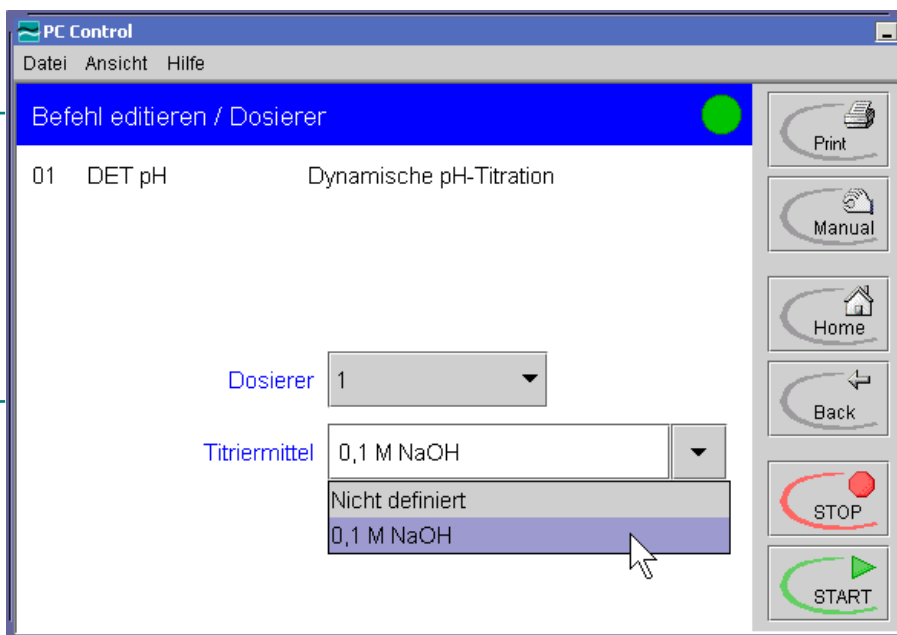 PC Control
Datei Ansicht Hilfe
Befehl editieren / Dosierer
01 DET pH Dynamische pH-Titration
Dosierer 1
Titriermittel 0,1 M NaOH
Nicht definiert
0,1 M NaOH
Print
Manual
Home
Back
STOP
START